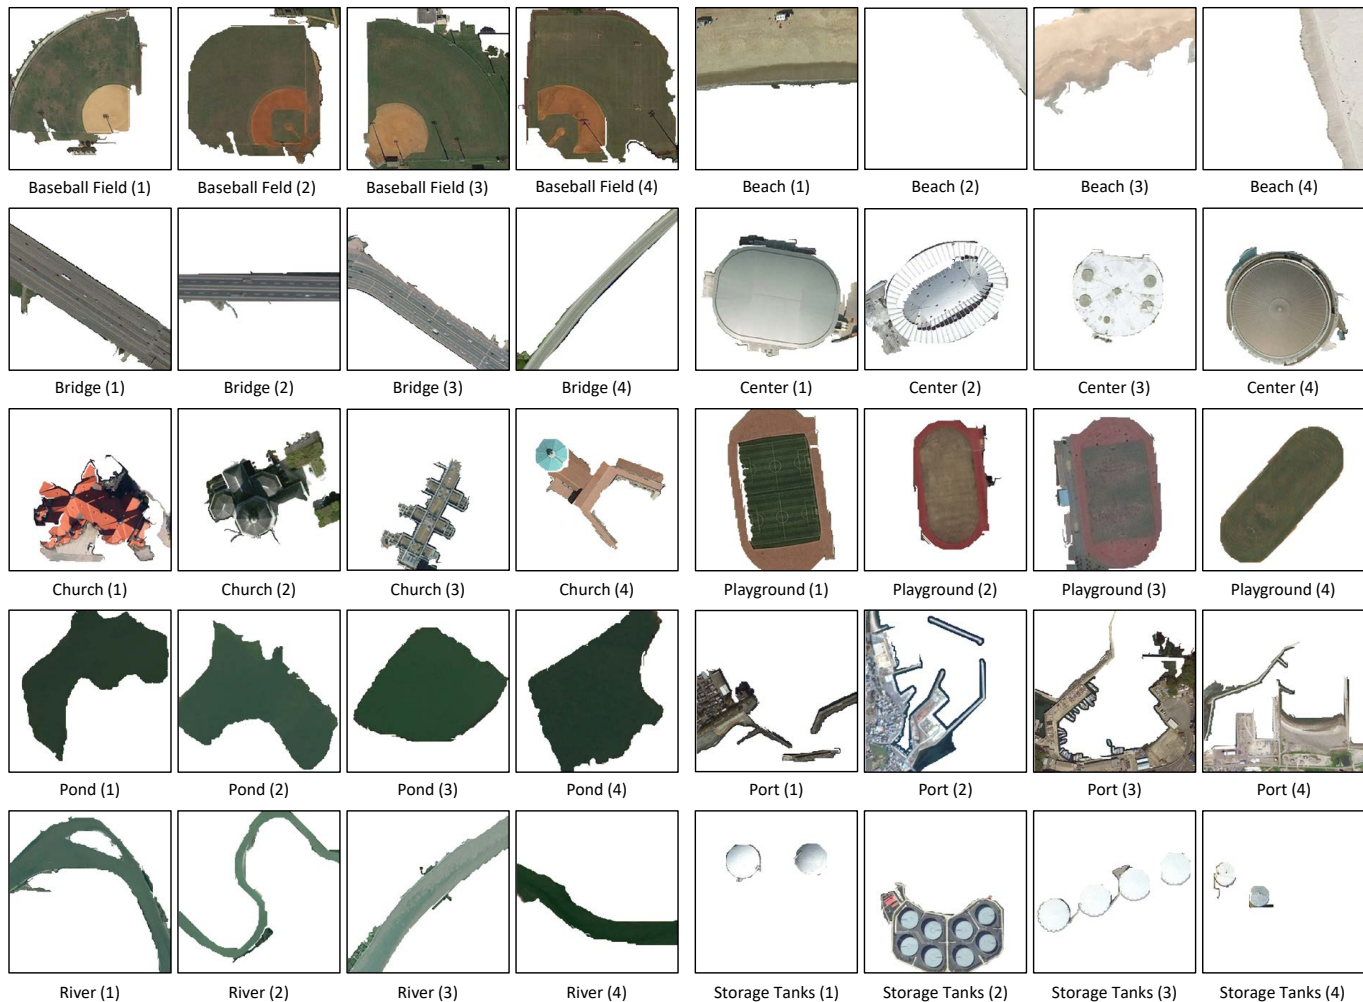 Baseball Field (1) Baseball Feld (2) Baseball Field (3) Baseball Field (4) Beach (1) Beach (2) Beach (3) Beach (4)
Bridge (1) Bridge (2) Bridge (3) Bridge (4) Center (1) Center (2) Center (3) Center (4)
Church (1) Church (2) Church (3) Church (4) Playground (1) Playground (2) Playground (3) Playground (4)
Pond (1) Pond (2) Pond (3) Pond (4) Port (1) Port (2) Port (3) Port (4)
River (1) River (2) River (3) River (4) Storage Tanks (1) Storage Tanks (2) Storage Tanks (3) Storage Tanks (4)